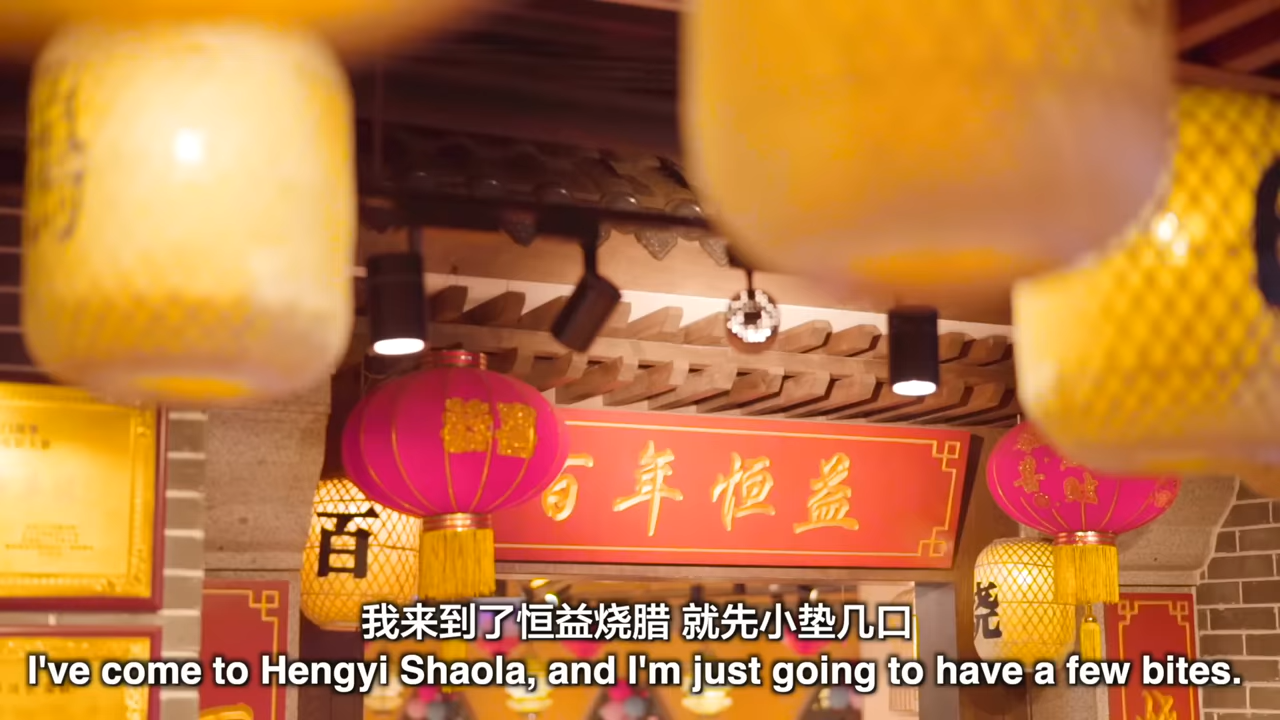 百年恒益
百
烧
我来到了恒益烧腊 就先小垫几口
I've come to Hengyi Shaola, and I'm just going to have a few bites.